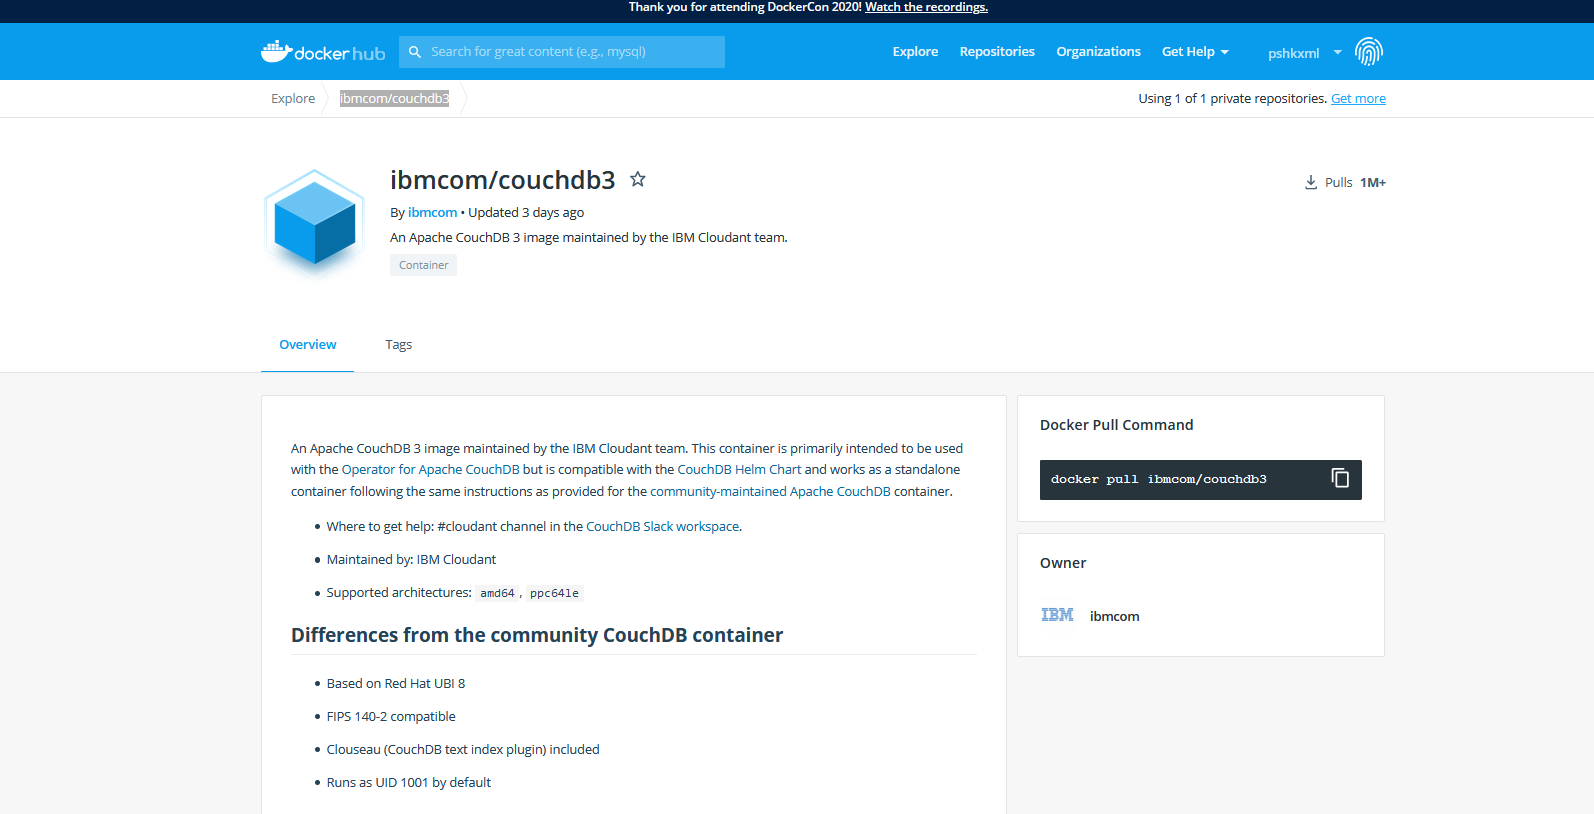 Thank you for attending DockerCon 2020! Watch the recordings.
docker hub
Search for great content (e.g., mysql)
Explore
Repositories
Organizations
Get Help
pshkxml
Explore
ibmcom/couchdb3
Using 1 of 1 private repositories. Get more
ibmcom/couchdb3
Pulls 1M+
By ibmcom • Updated 3 days ago
An Apache CouchDB 3 image maintained by the IBM Cloudant team.
Container
Overview
Tags
An Apache CouchDB 3 image maintained by the IBM Cloudant team. This container is primarily intended to be used
with the Operator for Apache CouchDB but is compatible with the CouchDB Helm Chart and works as a standalone
container following the same instructions as provided for the community-maintained Apache CouchDB container.
• Where to get help: #cloudant channel in the CouchDB Slack workspace.
• Maintained by: IBM Cloudant
• Supported architectures: amd64 , ppc64le
Differences from the community CouchDB container
• Based on Red Hat UBI 8
• FIPS 140-2 compatible
• Clouseau (CouchDB text index plugin) included
• Runs as UID 1001 by default
Docker Pull Command
docker pull ibmcom/couchdb3
Owner
IBM
ibmcom